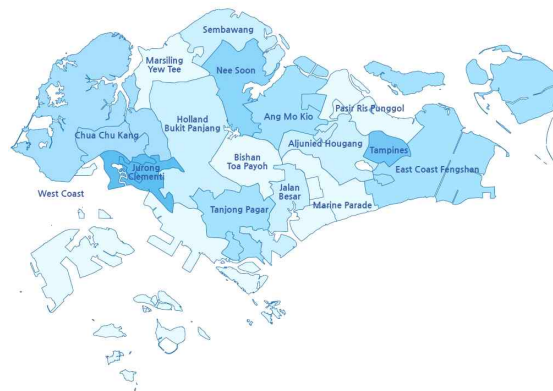 Sembawang
Marsiling
Yew Tee
Nee Soon
Pasir Ris Punggol
Holland
Bukit Panjang
Ang Mo Kio
Chua Chu Kang
Aljunied Hougang
Tampines
Bishan
Toa Payoh
Jurong
Clementi
East Coast Fengshan
West Coast
Jalan
Besar
Tanjong Pagar
Marine Parade